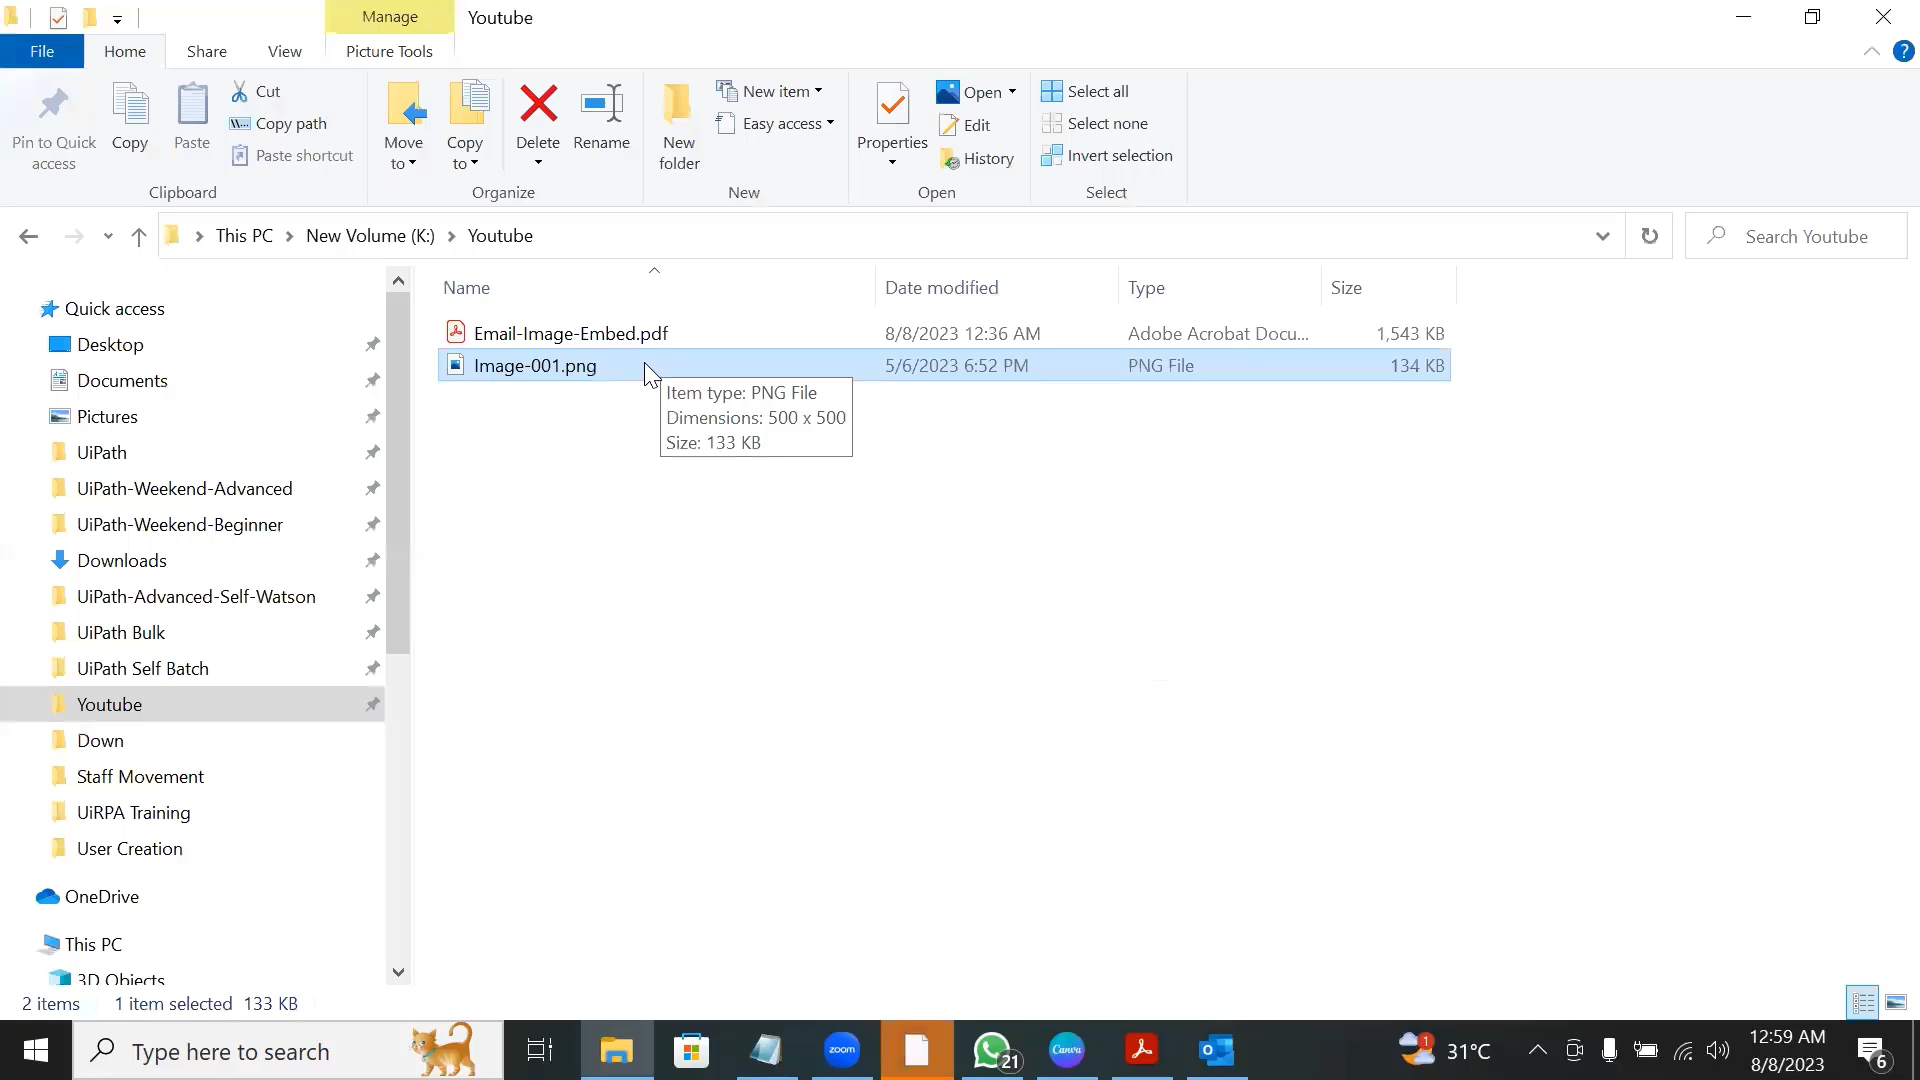 Manage
Youtube
File
Home
Share
View
Picture Tools
?
Pin to Quick
access
Copy
Paste
Cut
Copy path
Paste shortcut
Clipboard
Move
to
Copy
to
Delete
Rename
Organize
New
folder
New item
Easy access
New
Properties
Open
Edit
History
Open
Select all
Select none
Invert selection
Select
This PC
New Volume (K:)
Youtube
Search Youtube
Quick access
Desktop
Documents
Pictures
UiPath
UiPath-Weekend-Advanced
UiPath-Weekend-Beginner
Downloads
UiPath-Advanced-Self-Watson
UiPath Bulk
UiPath Self Batch
Youtube
Down
Staff Movement
UiRPA Training
User Creation
OneDrive
This PC
3D Objects
Name Date modified Type Size
Email-Image-Embed.pdf 8/8/2023 12:36 AM Adobe Acrobat Docu... 1,543 KB
Image-001.png 5/6/2023 6:52 PM PNG File 134 KB
Item type: PNG File
Dimensions: 500 x 500
Size: 133 KB
2 items 1 item selected 133 KB
Type here to search
zoom
21
Canva
1
31°C
12:59 AM
8/8/2023
6